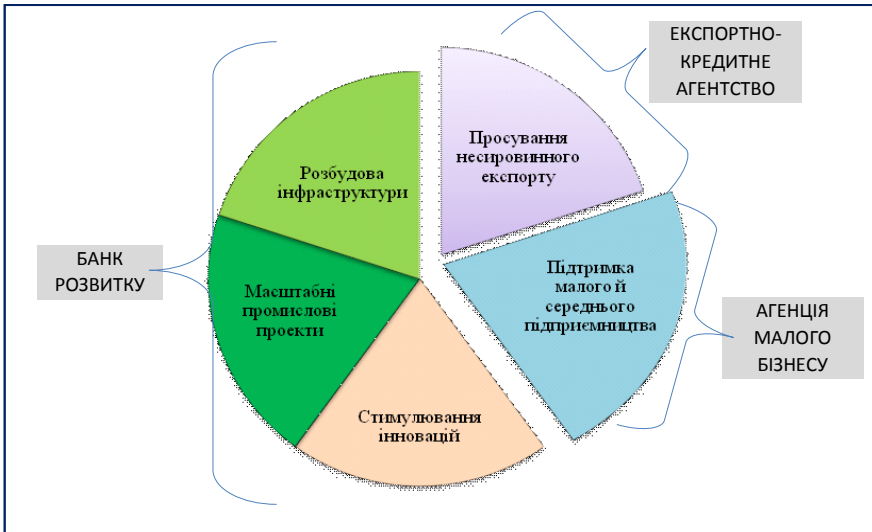 ЕКСПОРТНО-
КРЕДИТНЕ
АГЕНТСТВО
Просування
несировинного
експорту
Розбудова
інфраструктури
БАНК
РОЗВИТКУ
Масштабні
промислові
проекти
Підтримка
малого й
середнього
підприємництва
АГЕНЦІЯ
МАЛОГО
БІЗНЕСУ
Стимулювання
інновацій